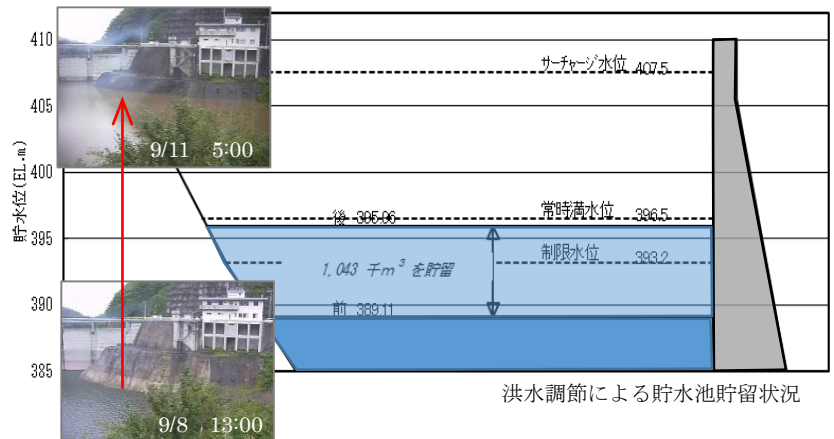 貯水位(EL.m)
410
405
400
395
390
385
9/11 5:00
9/8 13:00
サーチャージ水位 407.5
常時満水位 396.5
後 395.96
制限水位 393.2
1,043 千m³ を貯留
前 389.11
洪水調節による貯水池貯留状況